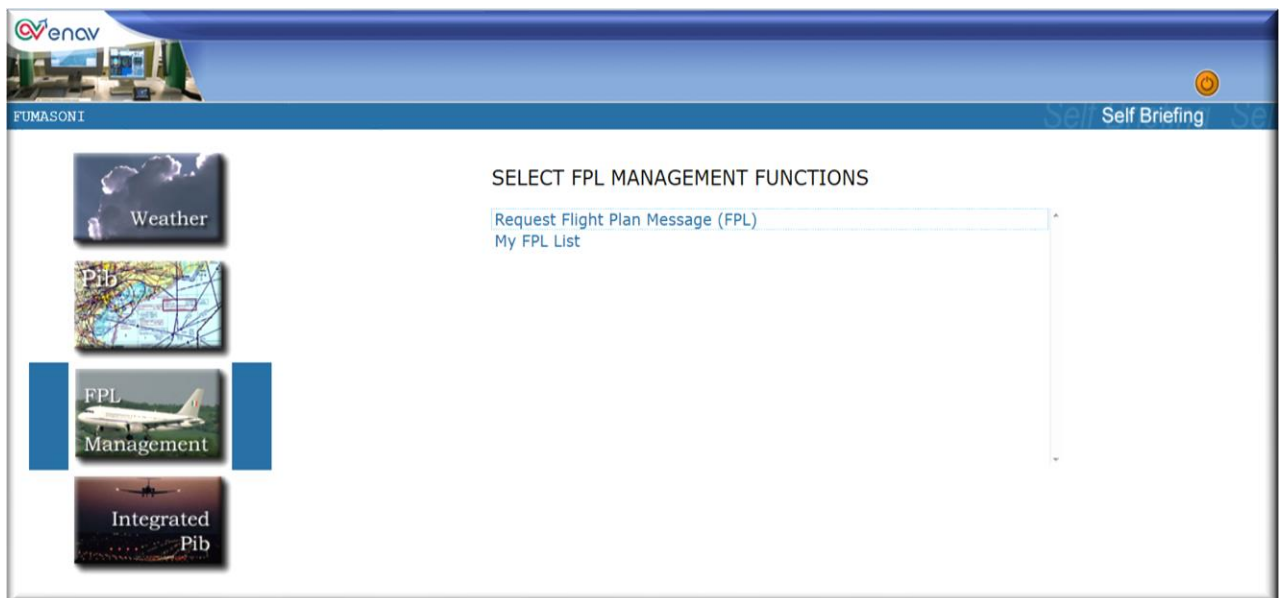 enav
FUMASONI
Self Briefing
Weather
Pib
FPL
Management
Integrated
Pib
SELECT FPL MANAGEMENT FUNCTIONS
Request Flight Plan Message (FPL)
My FPL List